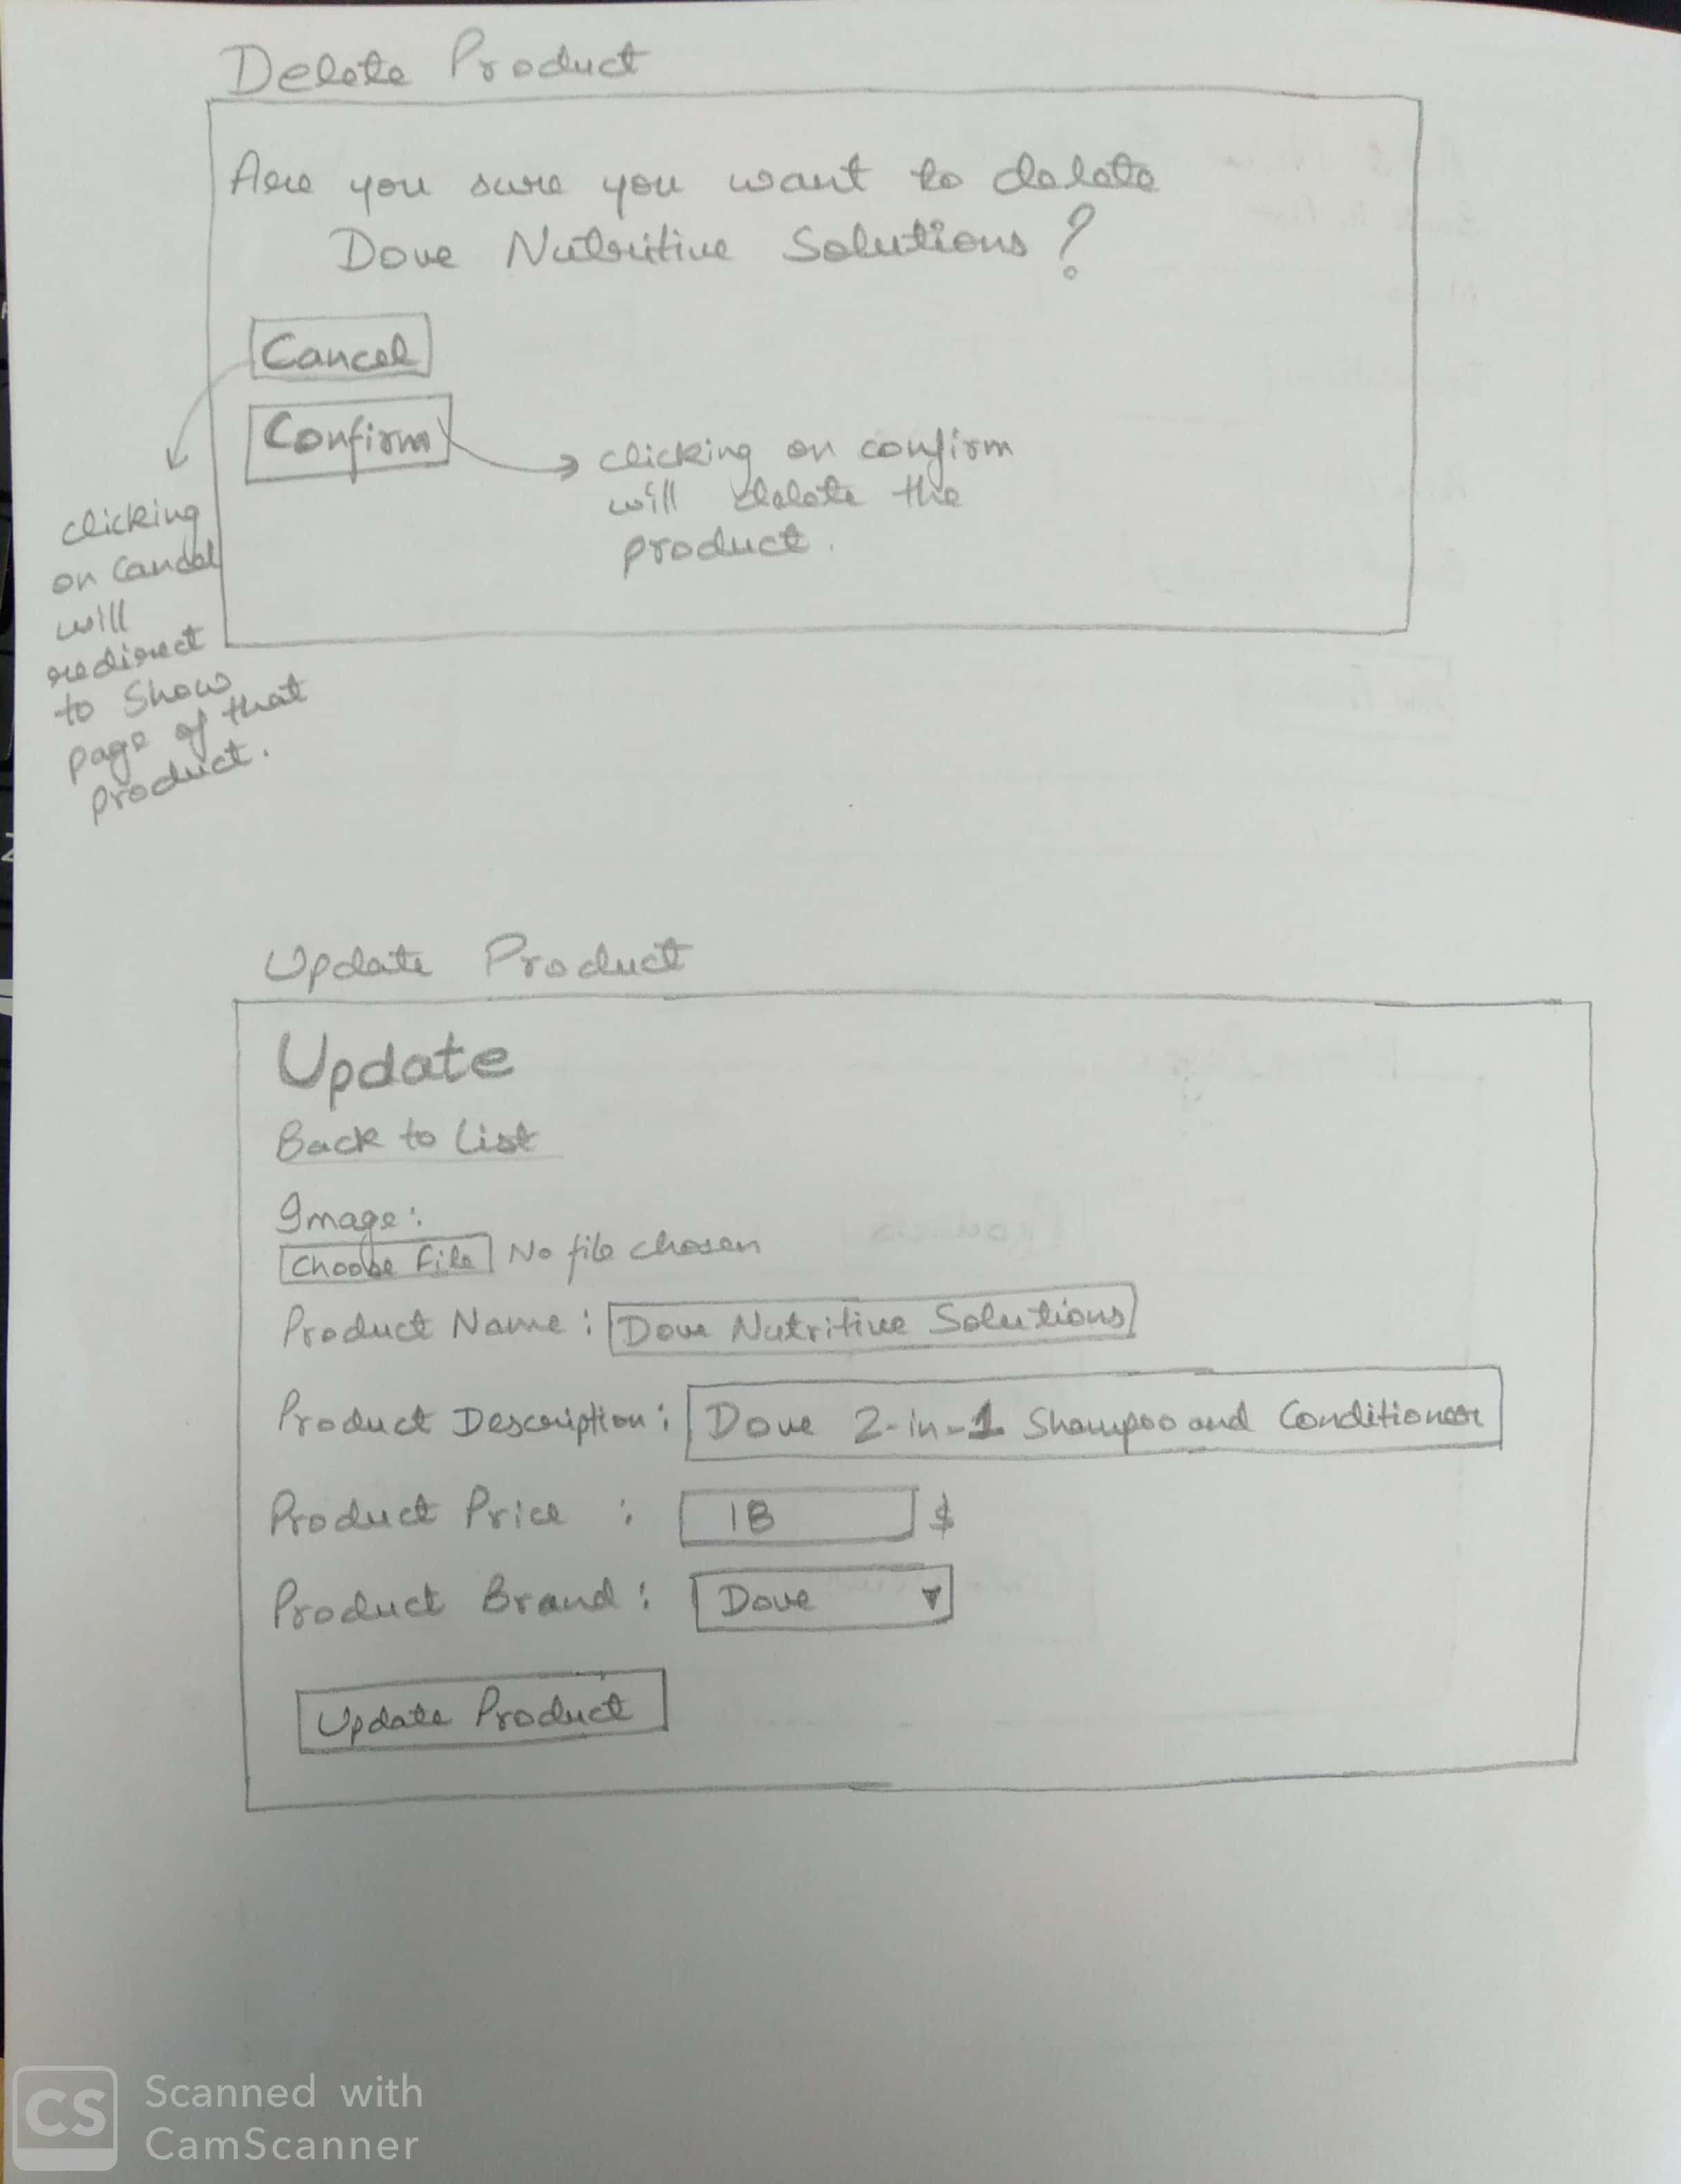 Delete Product
Are you sure you want to delete
Dove Nutritive Solutions ?
Cancel
Confirm
clicking on confirm
will delete the
product.
clicking
on Cancel
will
redirect
to Show
page of that
product.
Update Product
Update
Back to List
Image:
Choose File No file chosen
Product Name : Dove Nutritive Solutions
Product Description : Dove 2-in-1 Shampoo and Conditioner
Product Price : 18 $
Product Brand : Dove
Update Product
CS
Scanned with
CamScanner